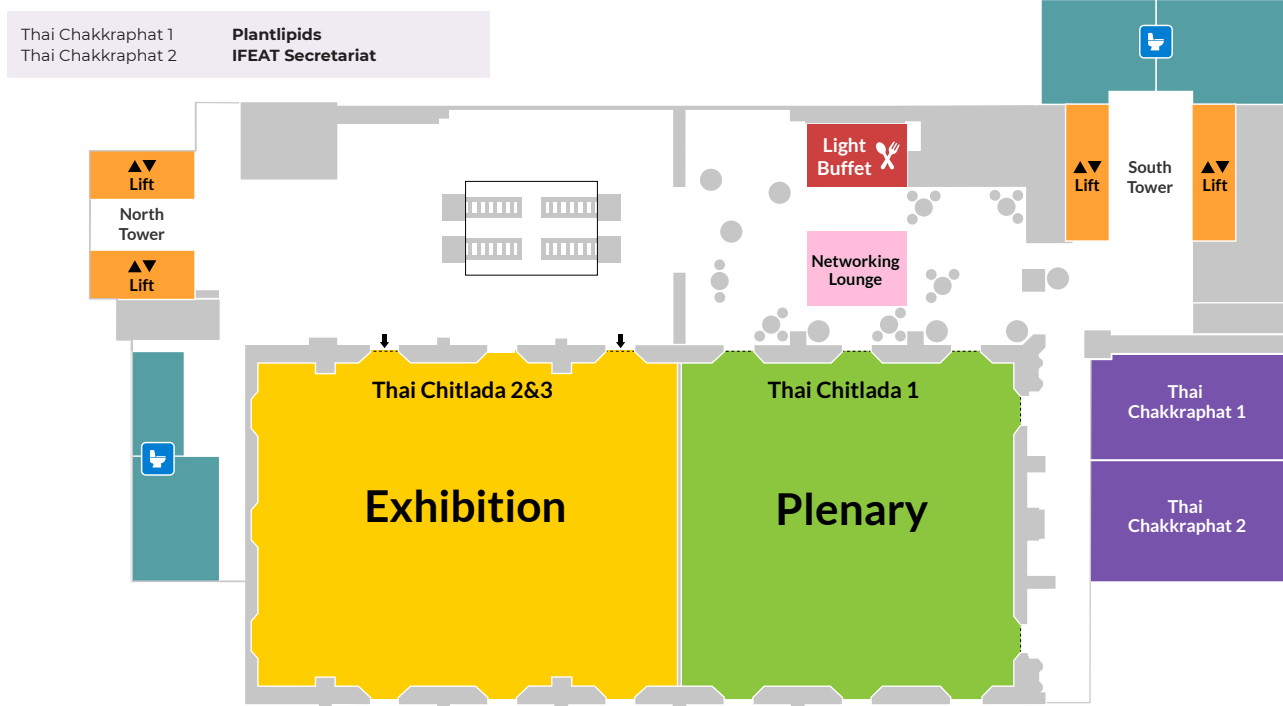 Thai Chakkraphat 1 Plantlipids
Thai Chakkraphat 2 IFEAT Secretariat
Light
Buffet
Lift
North
Tower
Lift
Lift
South
Tower
Lift
Networking
Lounge
Thai Chitlada 2&3
Exhibition
Thai Chitlada 1
Plenary
Thai
Chakkraphat 1
Thai
Chakkraphat 2